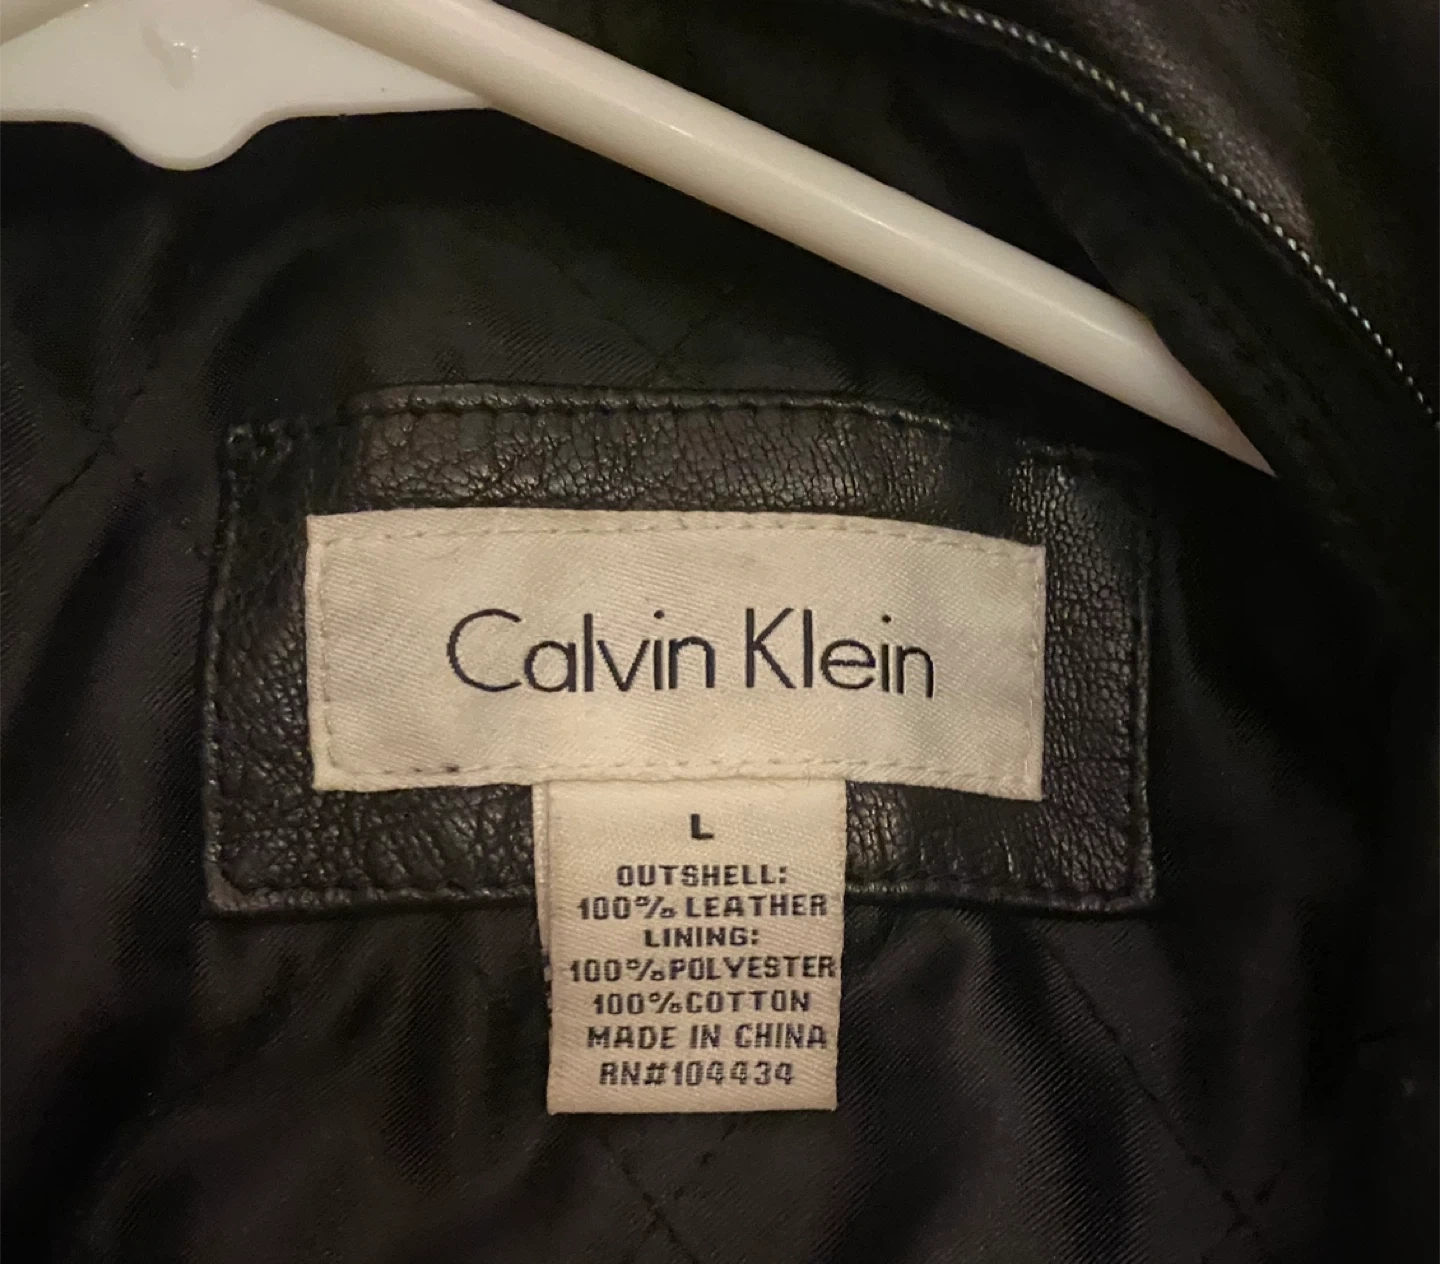 Calvin Klein
L
OUTSHELL:
100% LEATHER
LINING:
100%POLYESTER
100%COTTON
MADE IN CHINA
RN#104434